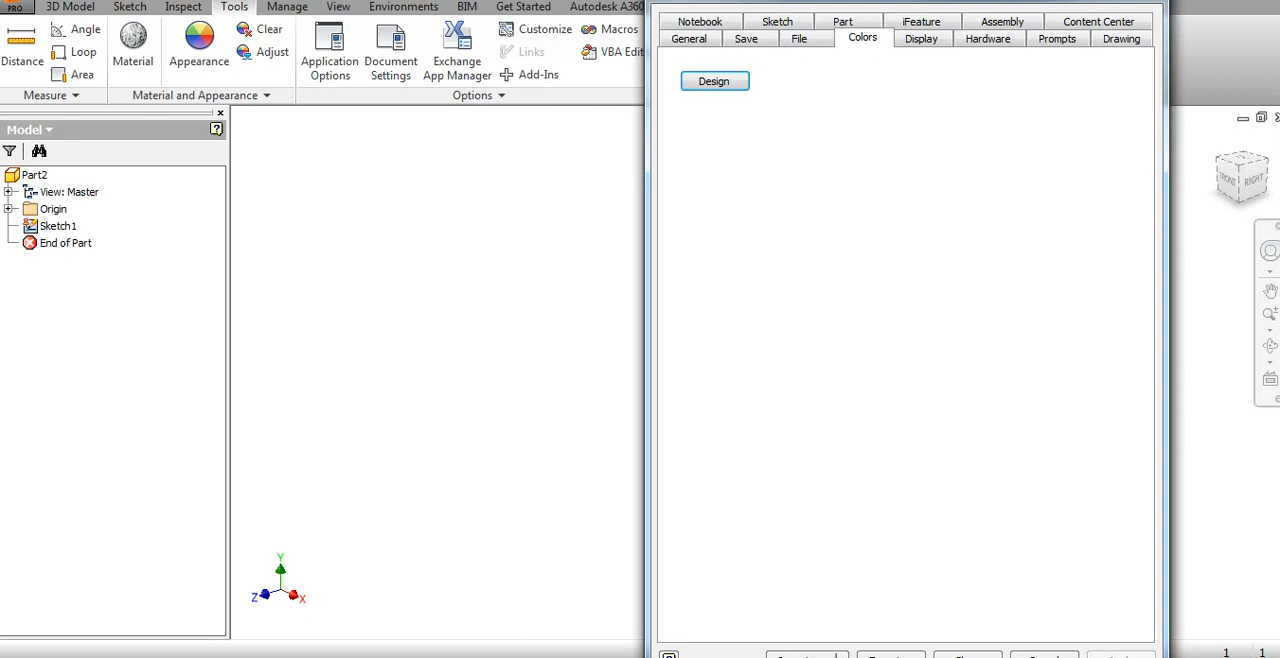 PRO
3D Model Sketch Inspect Tools Manage View Environments BIM Get Started Autodesk A360
Distance
Angle
Loop
Area
Measure
Material
Appearance
Clear
Adjust
Material and Appearance
Application Options
Document Settings
Exchange App Manager
Customize
Links
Add-Ins
Macros
VBA Edit
Options
Model
Part2
View: Master
Origin
Sketch1
End of Part
Y
Z
X
Notebook Sketch Part iFeature Assembly Content Center
General Save File Colors Display Hardware Prompts Drawing
Design
FRONT RIGHT
1 1